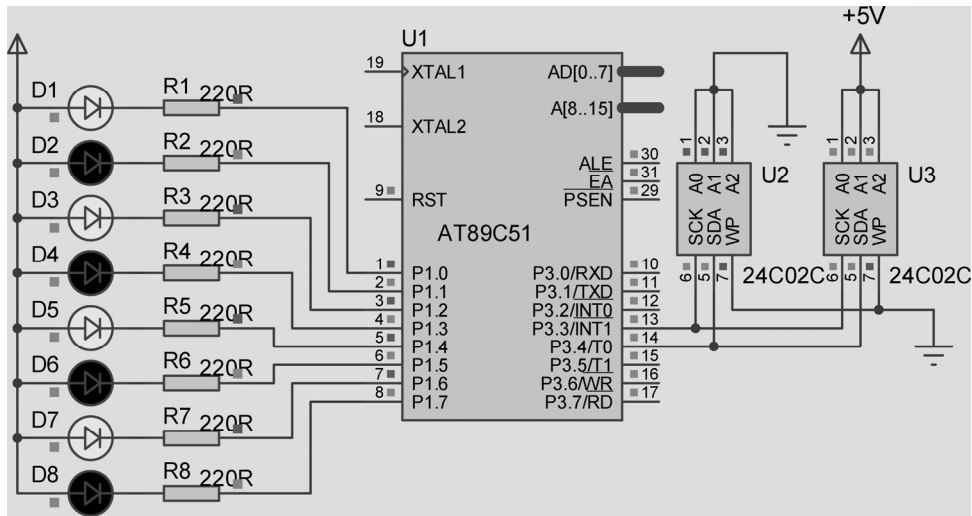 +5V
U1
D1
R1
220R
D2
R2
220R
D3
R3
220R
D4
R4
220R
D5
R5
220R
D6
R6
220R
D7
R7
220R
D8
R8
220R
19
XTAL1
18
XTAL2
9
RST
AT89C51
1
P1.0
2
P1.1
3
P1.2
4
P1.3
5
P1.4
6
P1.5
7
P1.6
8
P1.7
AD[0..7]
A[8..15]
ALE
30
EA
31
PSEN
29
P3.0/RXD
10
P3.1/TXD
11
P3.2/INT0
12
P3.3/INT1
13
P3.4/T0
14
P3.5/T1
15
P3.6/WR
16
P3.7/RD
17
1
2
3
A0
A1
A2
U2
SCK
SDA
WP
6
5
7
24C02C
1
2
3
A0
A1
A2
U3
SCK
SDA
WP
6
5
7
24C02C